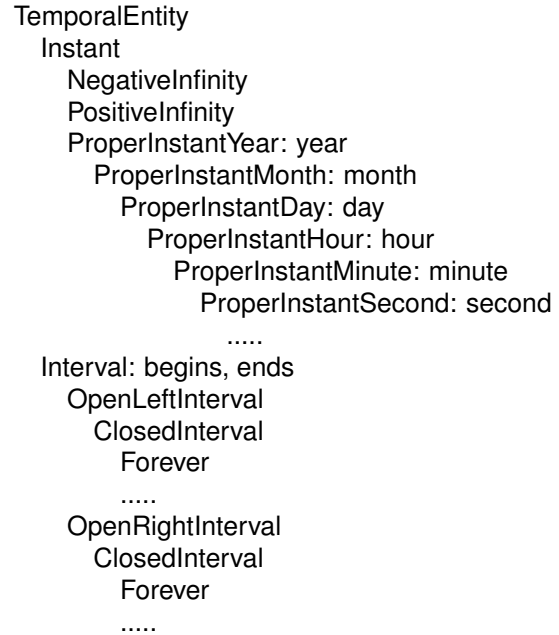 TemporalEntity
Instant
NegativeInfinity
PositiveInfinity
ProperInstantYear: year
ProperInstantMonth: month
ProperInstantDay: day
ProperInstantHour: hour
ProperInstantMinute: minute
ProperInstantSecond: second
.....
Interval: begins, ends
OpenLeftInterval
ClosedInterval
Forever
.....
OpenRightInterval
ClosedInterval
Forever
.....